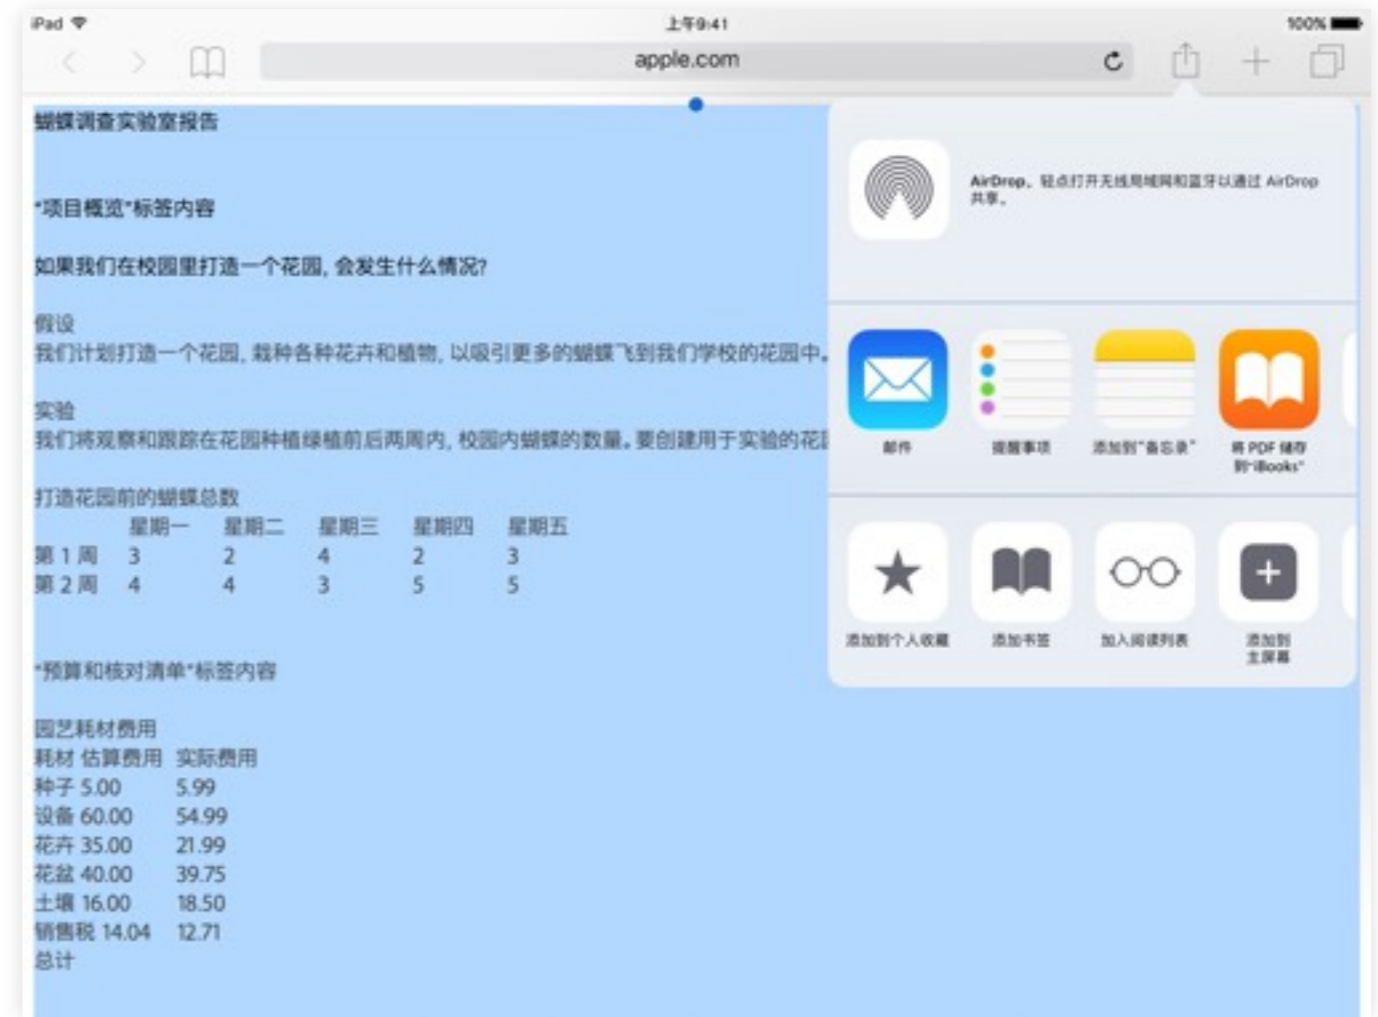 iPad
上午9:41
100%
apple.com
蝴蝶调查实验室报告
“项目概览”标签内容
如果我们在校园里打造一个花园, 会发生什么情况?
假设
我们计划打造一个花园, 栽种各种花卉和植物, 以吸引更多的蝴蝶飞到我们学校的花园中。
实验
我们将观察和跟踪在花园种植绿植前后两周内, 校园内蝴蝶的数量。要创建用于实验的花
打造花园前的蝴蝶总数
星期一 星期二 星期三 星期四 星期五
第 1 周 3 2 4 2 3
第 2 周 4 4 3 5 5
“预算和核对清单”标签内容
园艺耗材费用
耗材 估算费用 实际费用
种子 5.00 5.99
设备 60.00 54.99
花卉 35.00 21.99
花盆 40.00 39.75
土壤 16.00 18.50
销售税 14.04 12.71
总计
AirDrop。轻点打开无线局域网和蓝牙以通过 AirDrop
共享。
邮件
提醒事项
添加到“备忘录”
将 PDF 储存
到“iBooks”
添加到个人收藏
添加书签
加入阅读列表
添加到
主屏幕